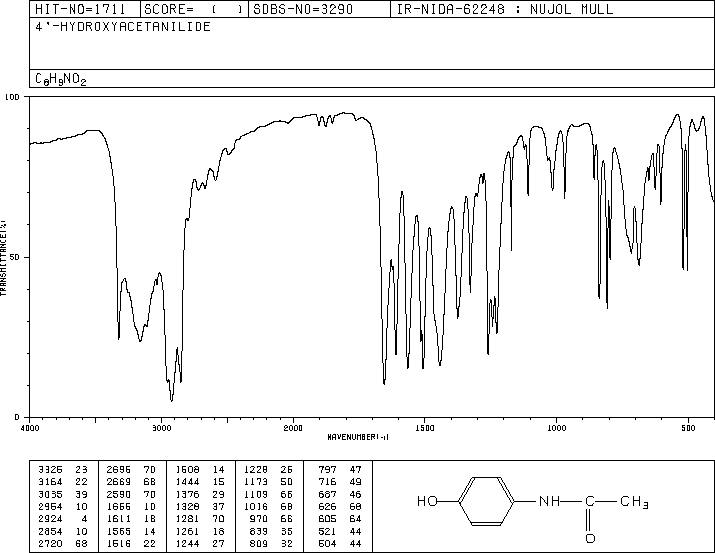 HIT-NO=1711 SCORE= ( ) SDBS-NO=3290 IR-NIDA-62248 : NUJOL MULL
4'-HYDROXYACETANILIDE
C8H9NO2
100
50
0
TRANSMITTANCE(%)
4000 3000 2000 1500 1000 500
WAVENUMBER(-1)
3325 23 2695 70 1608 14 1228 26 797 47
3164 22 2669 68 1444 15 1173 50 716 49
3035 39 2590 70 1376 29 1109 66 687 46
2954 10 1656 10 1328 37 1016 68 626 68
2924 4 1611 18 1281 70 970 66 605 64
2854 10 1565 14 1261 18 839 35 521 44
2720 68 1516 22 1244 27 809 32 504 44
HO NH C CH3
O